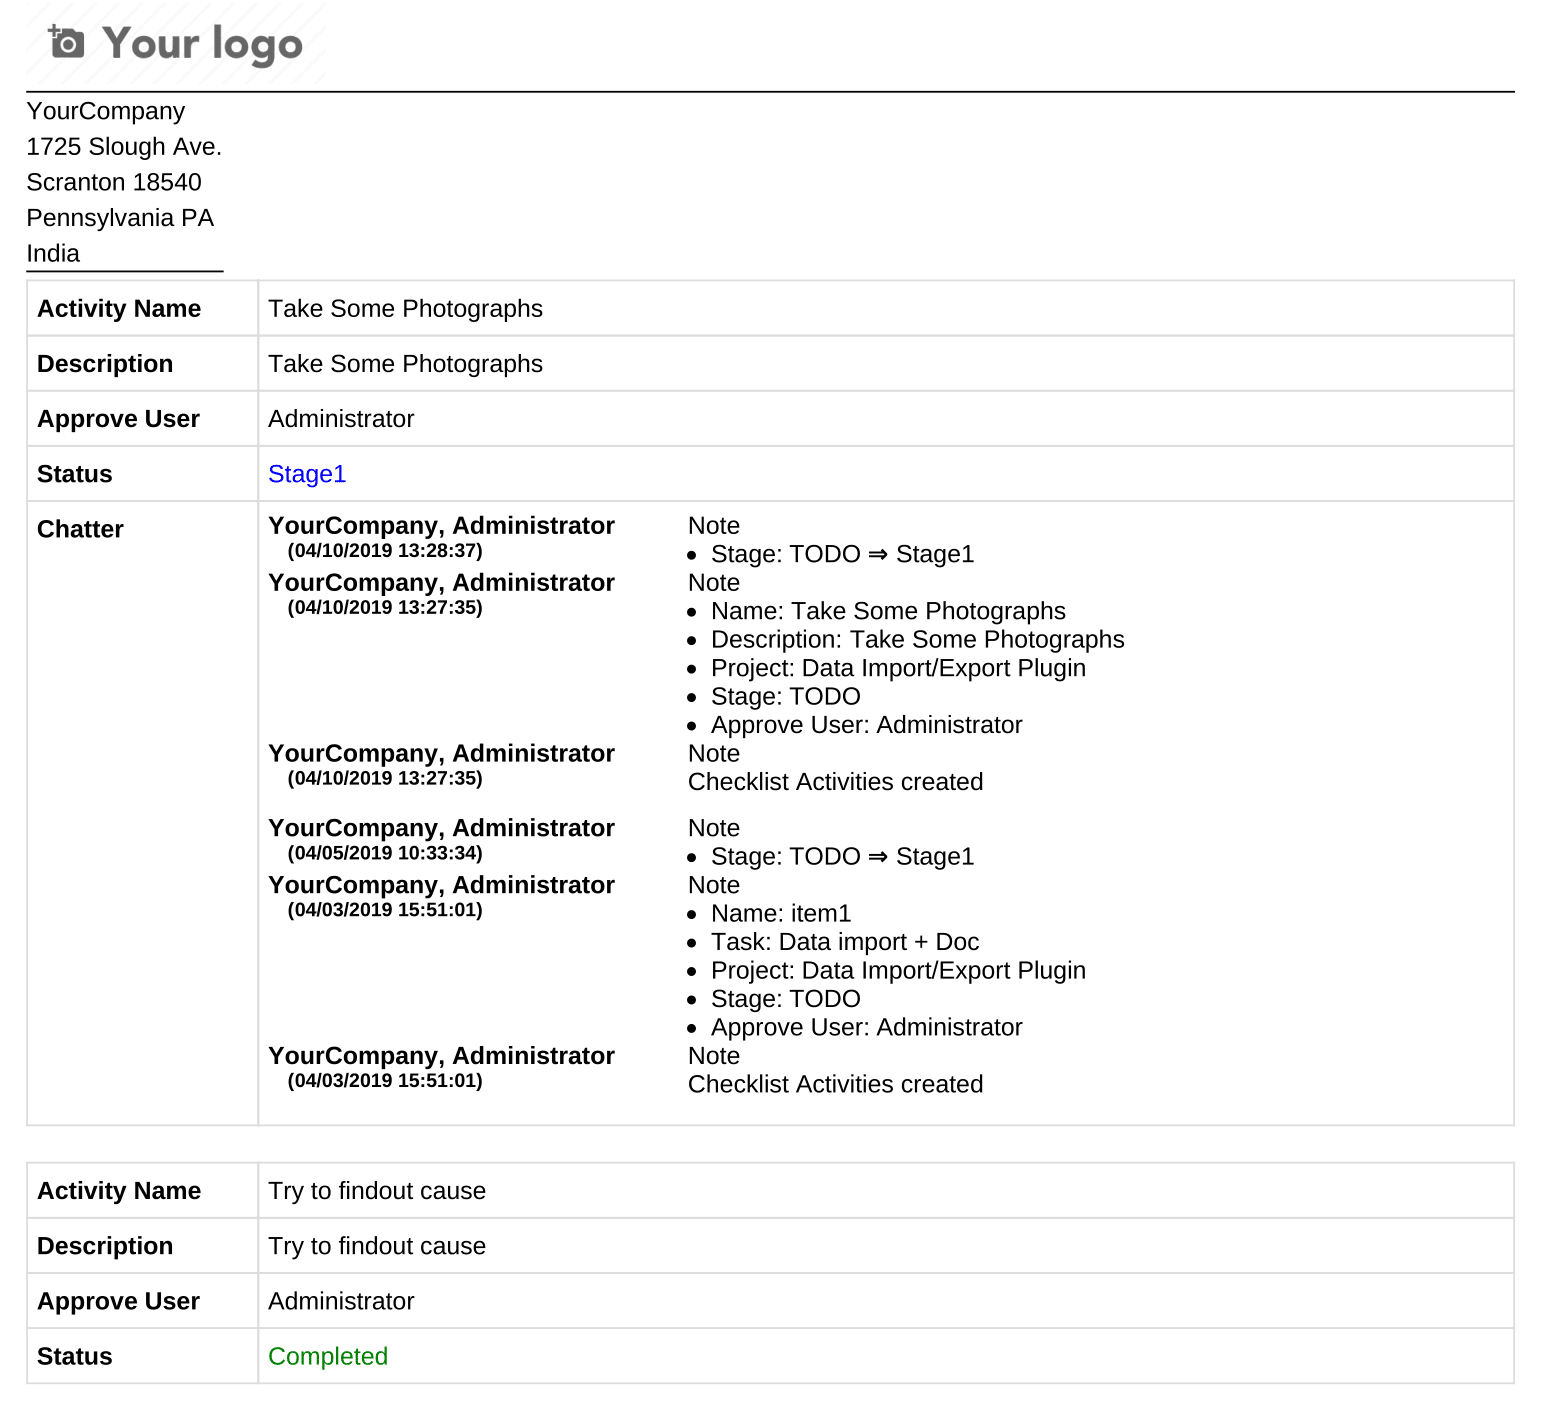 Your logo
YourCompany
1725 Slough Ave.
Scranton 18540
Pennsylvania PA
India
Activity Name Take Some Photographs
Description Take Some Photographs
Approve User Administrator
Status Stage1
Chatter YourCompany, Administrator Note
(04/10/2019 13:28:37) • Stage: TODO ⇒ Stage1
YourCompany, Administrator Note
(04/10/2019 13:27:35) • Name: Take Some Photographs
• Description: Take Some Photographs
• Project: Data Import/Export Plugin
• Stage: TODO
• Approve User: Administrator
YourCompany, Administrator Note
(04/10/2019 13:27:35) Checklist Activities created
YourCompany, Administrator Note
(04/05/2019 10:33:34) • Stage: TODO ⇒ Stage1
YourCompany, Administrator Note
(04/03/2019 15:51:01) • Name: item1
• Task: Data import + Doc
• Project: Data Import/Export Plugin
• Stage: TODO
• Approve User: Administrator
YourCompany, Administrator Note
(04/03/2019 15:51:01) Checklist Activities created
Activity Name Try to findout cause
Description Try to findout cause
Approve User Administrator
Status Completed